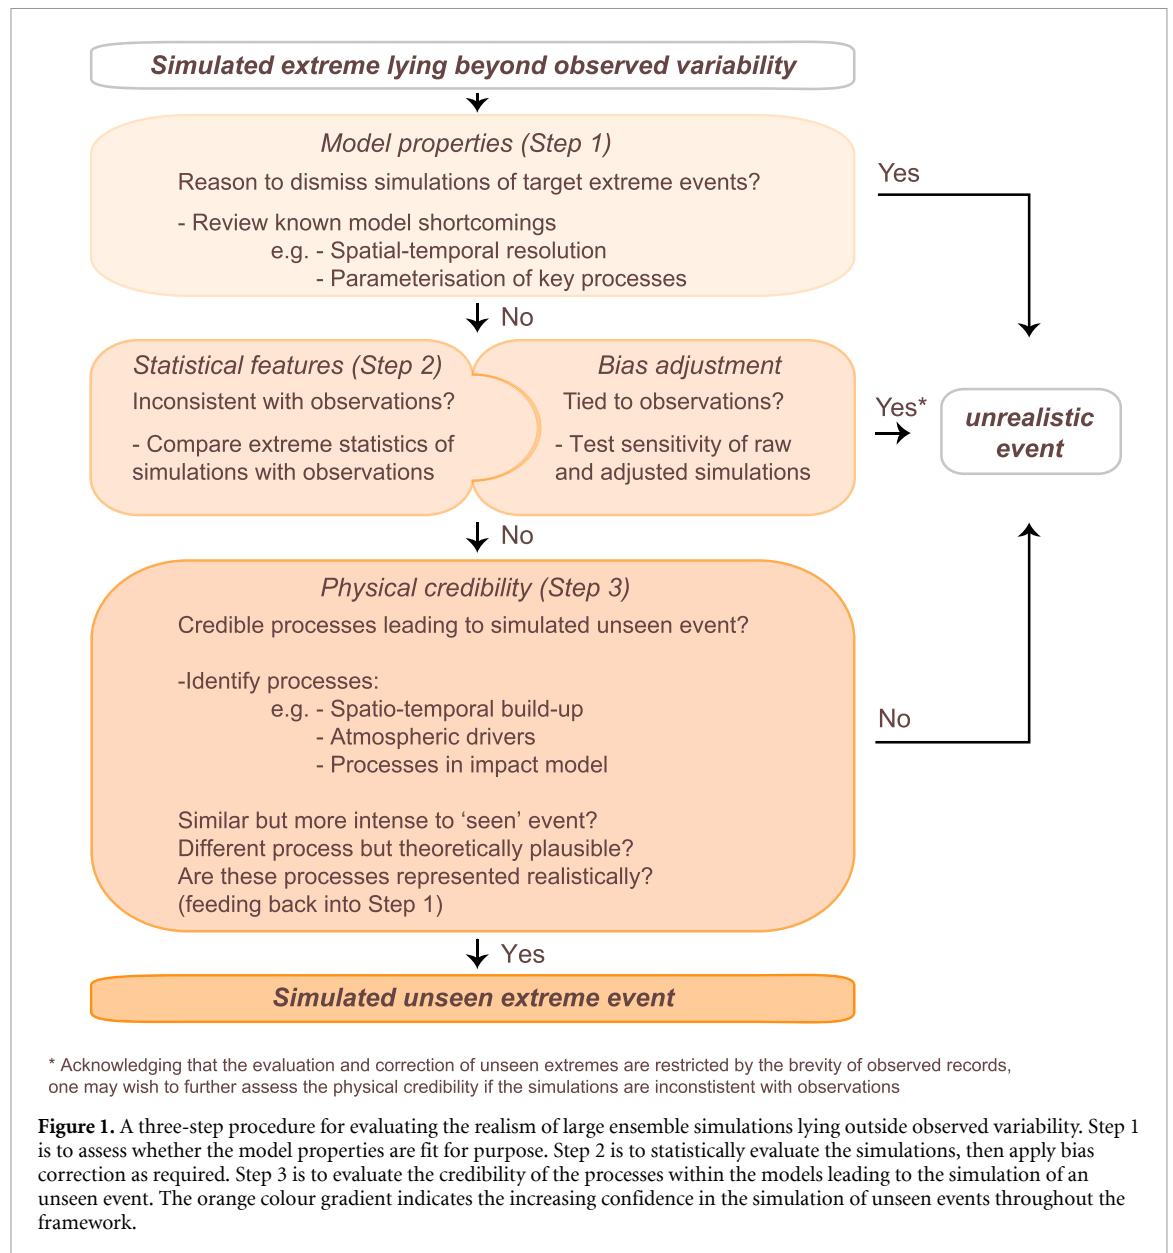 Simulated extreme lying beyond observed variability
Model properties (Step 1)
Reason to dismiss simulations of target extreme events?
- Review known model shortcomings
e.g. - Spatial-temporal resolution
- Parameterisation of key processes
Yes
No
Statistical features (Step 2)
Inconsistent with observations?
- Compare extreme statistics of
simulations with observations
Bias adjustment
Tied to observations?
- Test sensitivity of raw
and adjusted simulations
Yes*
unrealistic
event
No
Physical credibility (Step 3)
Credible processes leading to simulated unseen event?
-Identify processes:
e.g. - Spatio-temporal build-up
- Atmospheric drivers
- Processes in impact model
Similar but more intense to ‘seen’ event?
Different process but theoretically plausible?
Are these processes represented realistically?
(feeding back into Step 1)
No
Yes
Simulated unseen extreme event
* Acknowledging that the evaluation and correction of unseen extremes are restricted by the brevity of observed records,
one may wish to further assess the physical credibility if the simulations are inconstistent with observations
Figure 1. A three-step procedure for evaluating the realism of large ensemble simulations lying outside observed variability. Step 1
is to assess whether the model properties are fit for purpose. Step 2 is to statistically evaluate the simulations, then apply bias
correction as required. Step 3 is to evaluate the credibility of the processes within the models leading to the simulation of an
unseen event. The orange colour gradient indicates the increasing confidence in the simulation of unseen events throughout the
framework.